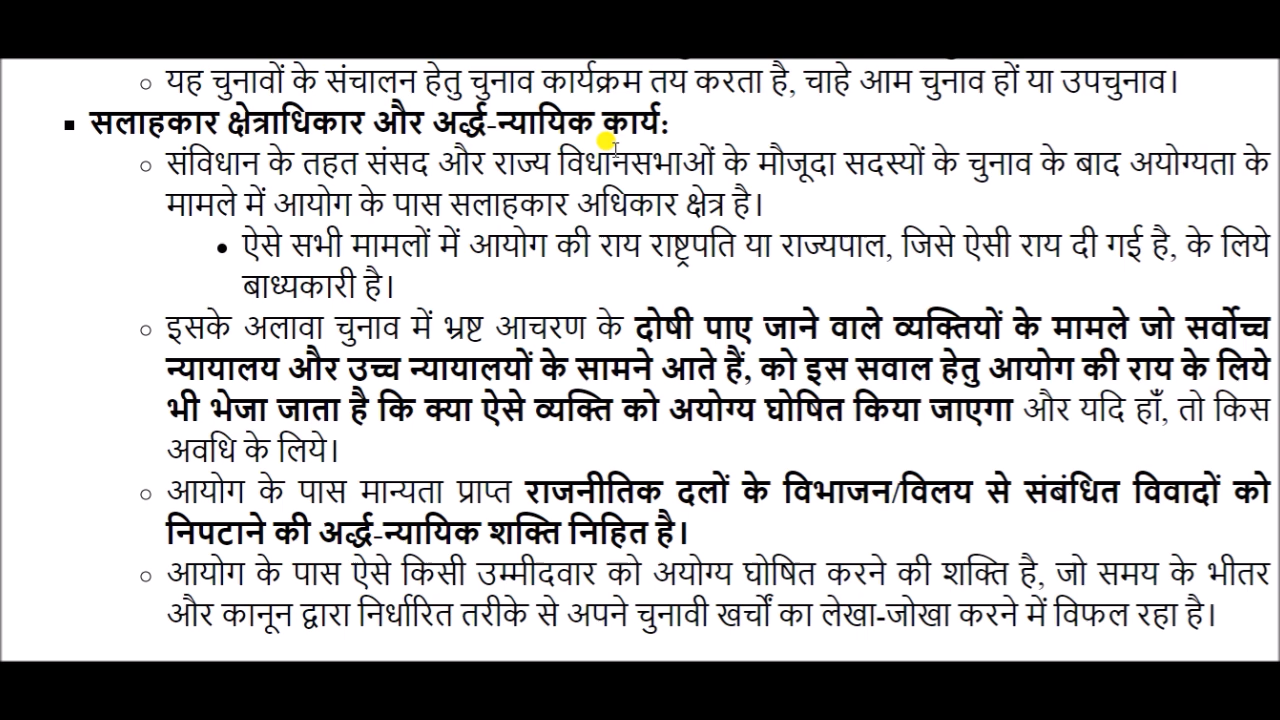 यह चुनावों के संचालन हेतु चुनाव कार्यक्रम तय करता है, चाहे आम चुनाव हों या उपचुनाव।
सलाहकार क्षेत्राधिकार और अर्द्ध-न्यायिक कार्य:
संविधान के तहत संसद और राज्य विधानसभाओं के मौजूदा सदस्यों के चुनाव के बाद अयोग्यता के
मामले में आयोग के पास सलाहकार अधिकार क्षेत्र है।
ऐसे सभी मामलों में आयोग की राय राष्ट्रपति या राज्यपाल, जिसे ऐसी राय दी गई है, के लिये
बाध्यकारी है।
इसके अलावा चुनाव में भ्रष्ट आचरण के दोषी पाए जाने वाले व्यक्तियों के मामले जो सर्वोच्च
न्यायालय और उच्च न्यायालयों के सामने आते हैं, को इस सवाल हेतु आयोग की राय के लिये
भी भेजा जाता है कि क्या ऐसे व्यक्ति को अयोग्य घोषित किया जाएगा और यदि हाँ, तो किस
अवधि के लिये।
आयोग के पास मान्यता प्राप्त राजनीतिक दलों के विभाजन/विलय से संबंधित विवादों को
निपटाने की अर्द्ध-न्यायिक शक्ति निहित है।
आयोग के पास ऐसे किसी उम्मीदवार को अयोग्य घोषित करने की शक्ति है, जो समय के भीतर
और कानून द्वारा निर्धारित तरीके से अपने चुनावी खर्चों का लेखा-जोखा करने में विफल रहा है।